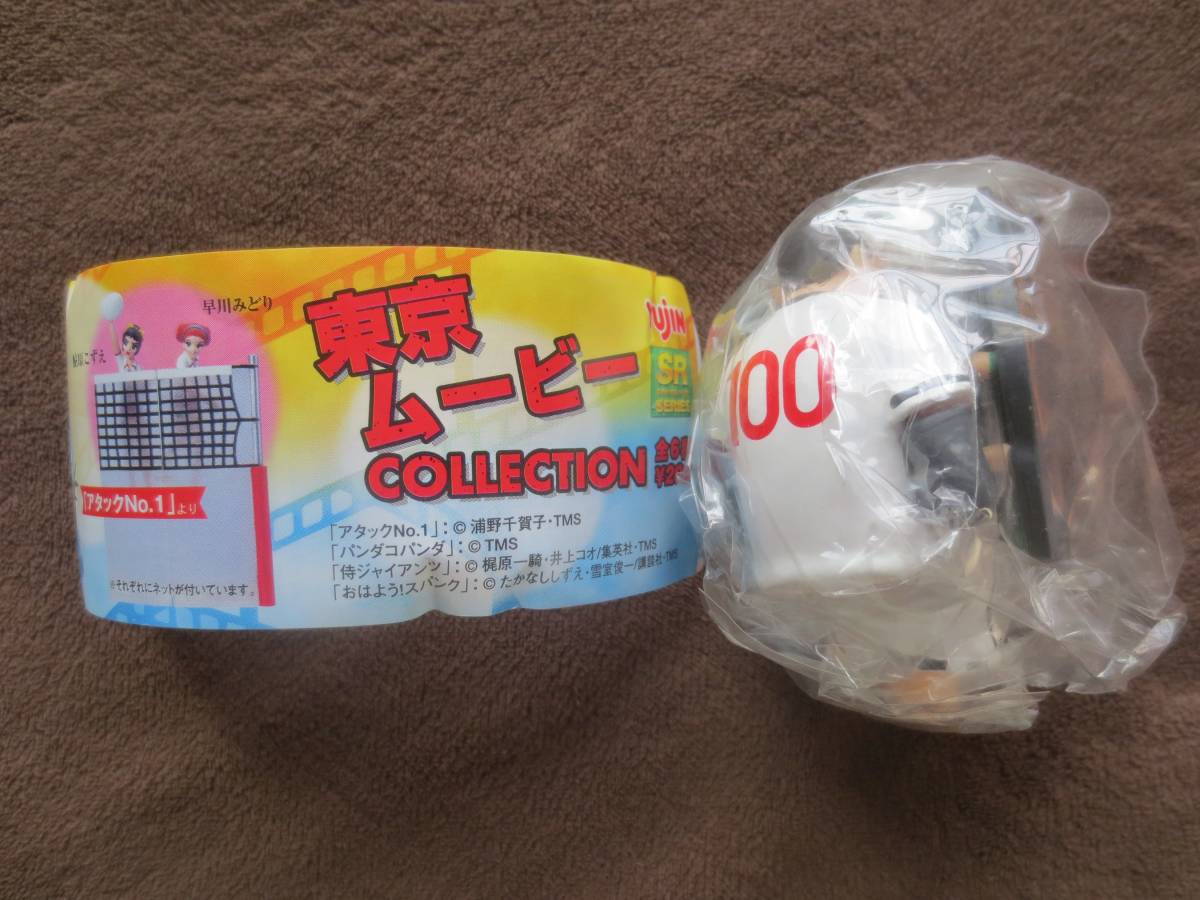 早川みどり
鮎原こずえ
「アタックNo.1」より
※それぞれにネットが付いています。
東京
ムービー
COLLECTION
全6
¥2
「アタックNo.1」:© 浦野千賀子・TMS
「パンダコパンダ」:© TMS
「侍ジャイアンツ」:© 梶原一騎・井上コオ/集英社・TMS
「おはよう!スパンク」:© たかなししずえ・雪室俊一/講談社・TMS
YUJIN
SR
SERIES
100